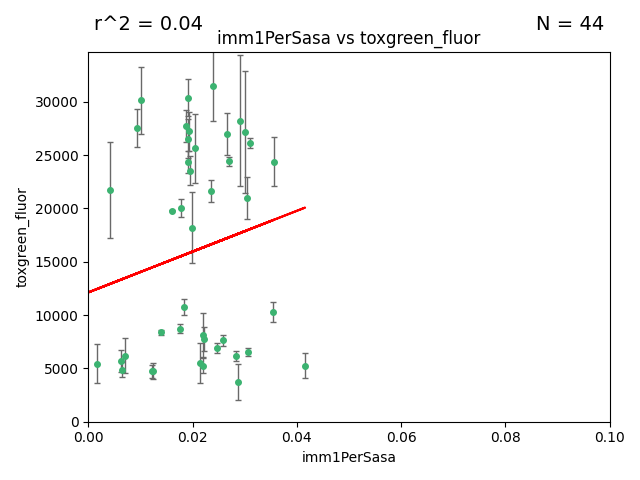 r^2 = 0.04
N = 44
imm1PerSasa vs toxgreen_fluor
30000
25000
20000
15000
10000
5000
0
toxgreen_fluor
0.00
0.02
0.04
0.06
0.08
0.10
imm1PerSasa